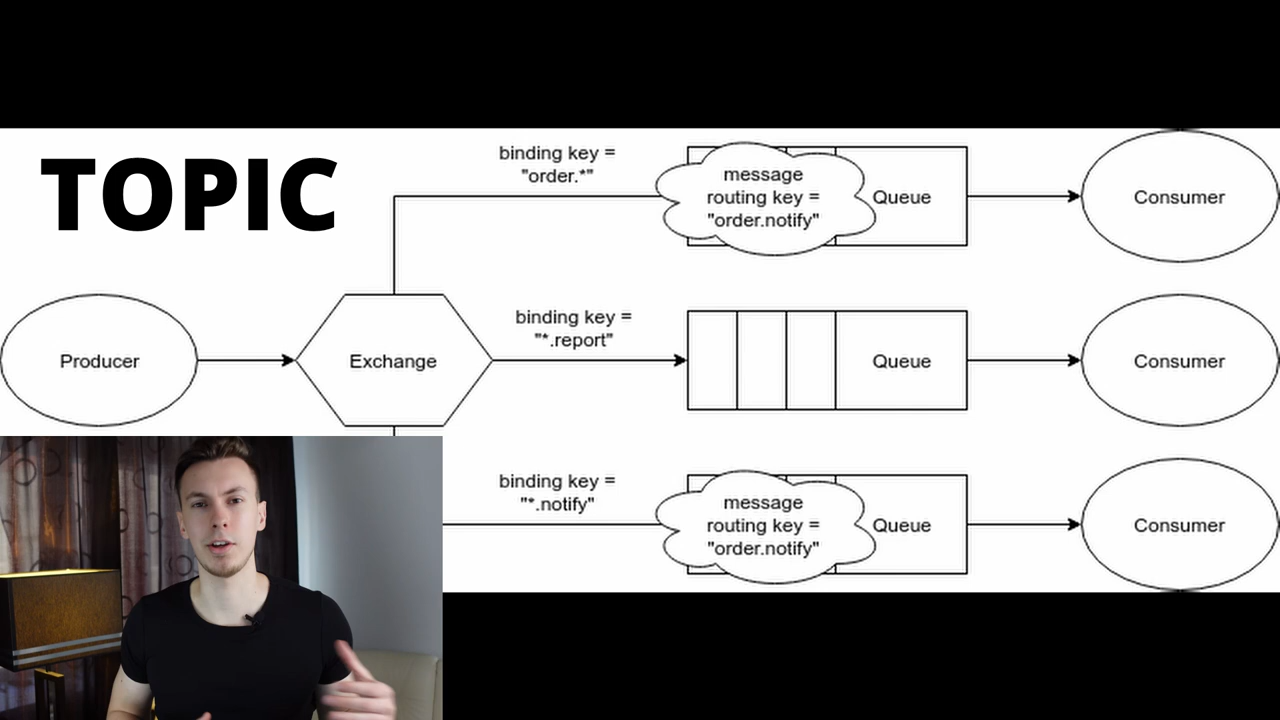 TOPIC
binding key =
"order.*"
message
routing key =
"order.notify"
Queue
Consumer
Producer
Exchange
binding key =
"*.report"
Queue
Consumer
binding key =
"*.notify"
message
routing key =
"order.notify"
Queue
Consumer